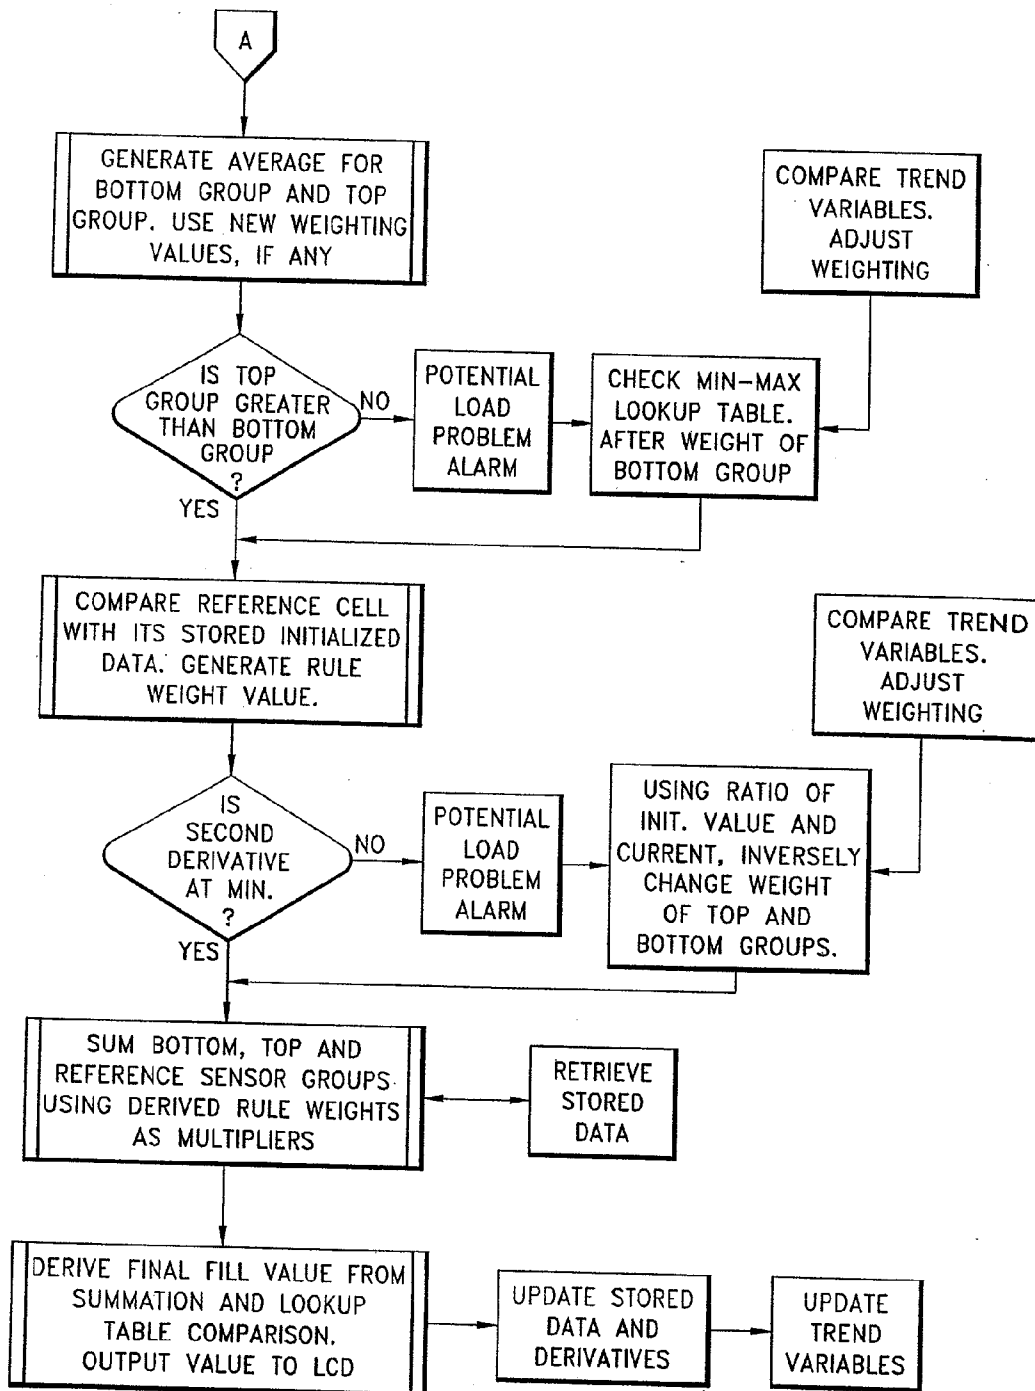 A
GENERATE AVERAGE FOR
BOTTOM GROUP AND TOP
GROUP. USE NEW WEIGHTING
VALUES, IF ANY
COMPARE TREND
VARIABLES.
ADJUST
WEIGHTING
IS TOP
GROUP GREATER
THAN BOTTOM
GROUP
?
NO
YES
POTENTIAL
LOAD
PROBLEM
ALARM
CHECK MIN-MAX
LOOKUP TABLE.
AFTER WEIGHT OF
BOTTOM GROUP
COMPARE REFERENCE CELL
WITH ITS STORED INITIALIZED
DATA. GENERATE RULE
WEIGHT VALUE.
COMPARE TREND
VARIABLES.
ADJUST
WEIGHTING
IS
SECOND
DERIVATIVE
AT MIN.
?
NO
YES
POTENTIAL
LOAD
PROBLEM
ALARM
USING RATIO OF
INIT. VALUE AND
CURRENT, INVERSELY
CHANGE WEIGHT
OF TOP AND
BOTTOM GROUPS.
SUM BOTTOM, TOP AND
REFERENCE SENSOR GROUPS
USING DERIVED RULE WEIGHTS
AS MULTIPLIERS
RETRIEVE
STORED
DATA
DERIVE FINAL FILL VALUE FROM
SUMMATION AND LOOKUP
TABLE COMPARISON.
OUTPUT VALUE TO LCD
UPDATE STORED
DATA AND
DERIVATIVES
UPDATE
TREND
VARIABLES